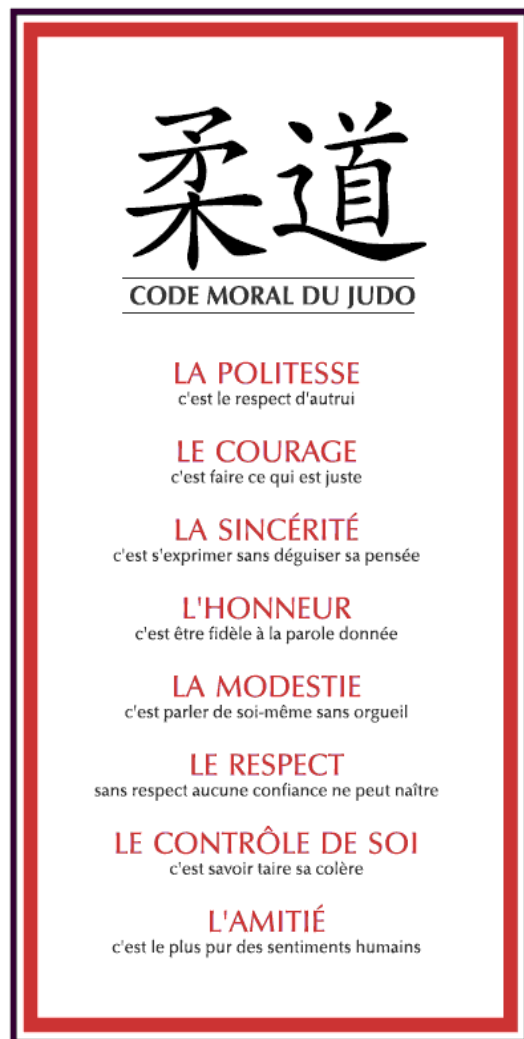 柔道
CODE MORAL DU JUDO
LA POLITESSE
c'est le respect d'autrui
LE COURAGE
c'est faire ce qui est juste
LA SINCÉRITÉ
c'est s'exprimer sans déguiser sa pensée
L'HONNEUR
c'est être fidèle à la parole donnée
LA MODESTIE
c'est parler de soi-même sans orgueil
LE RESPECT
sans respect aucune confiance ne peut naître
LE CONTRÔLE DE SOI
c'est savoir taire sa colère
L'AMITIÉ
c'est le plus pur des sentiments humains